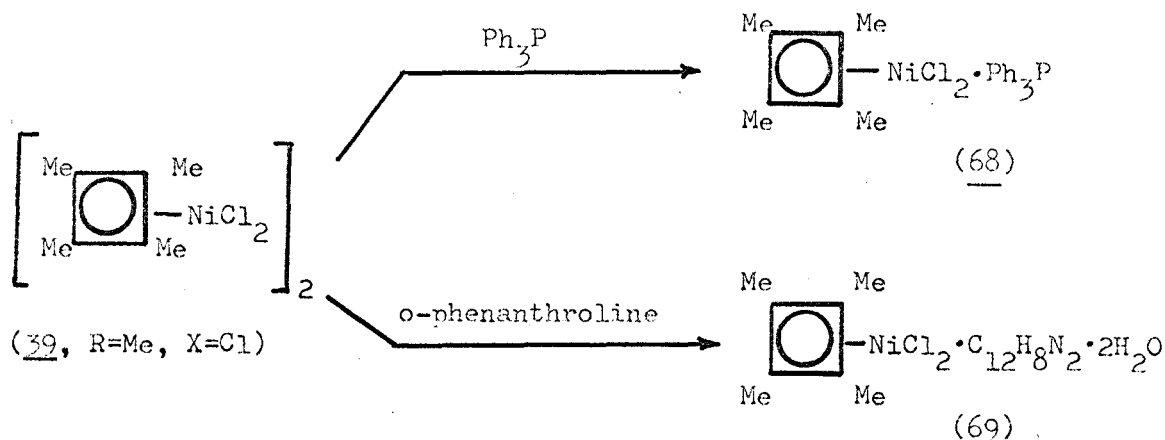 Ph3P
Me Me
NiCl2·Ph3P
Me Me
(68)
Me Me
NiCl2
Me Me
2
(39, R=Me, X=Cl)
o-phenanthroline
Me Me
NiCl2·C12H8N2·2H2O
Me Me
(69)